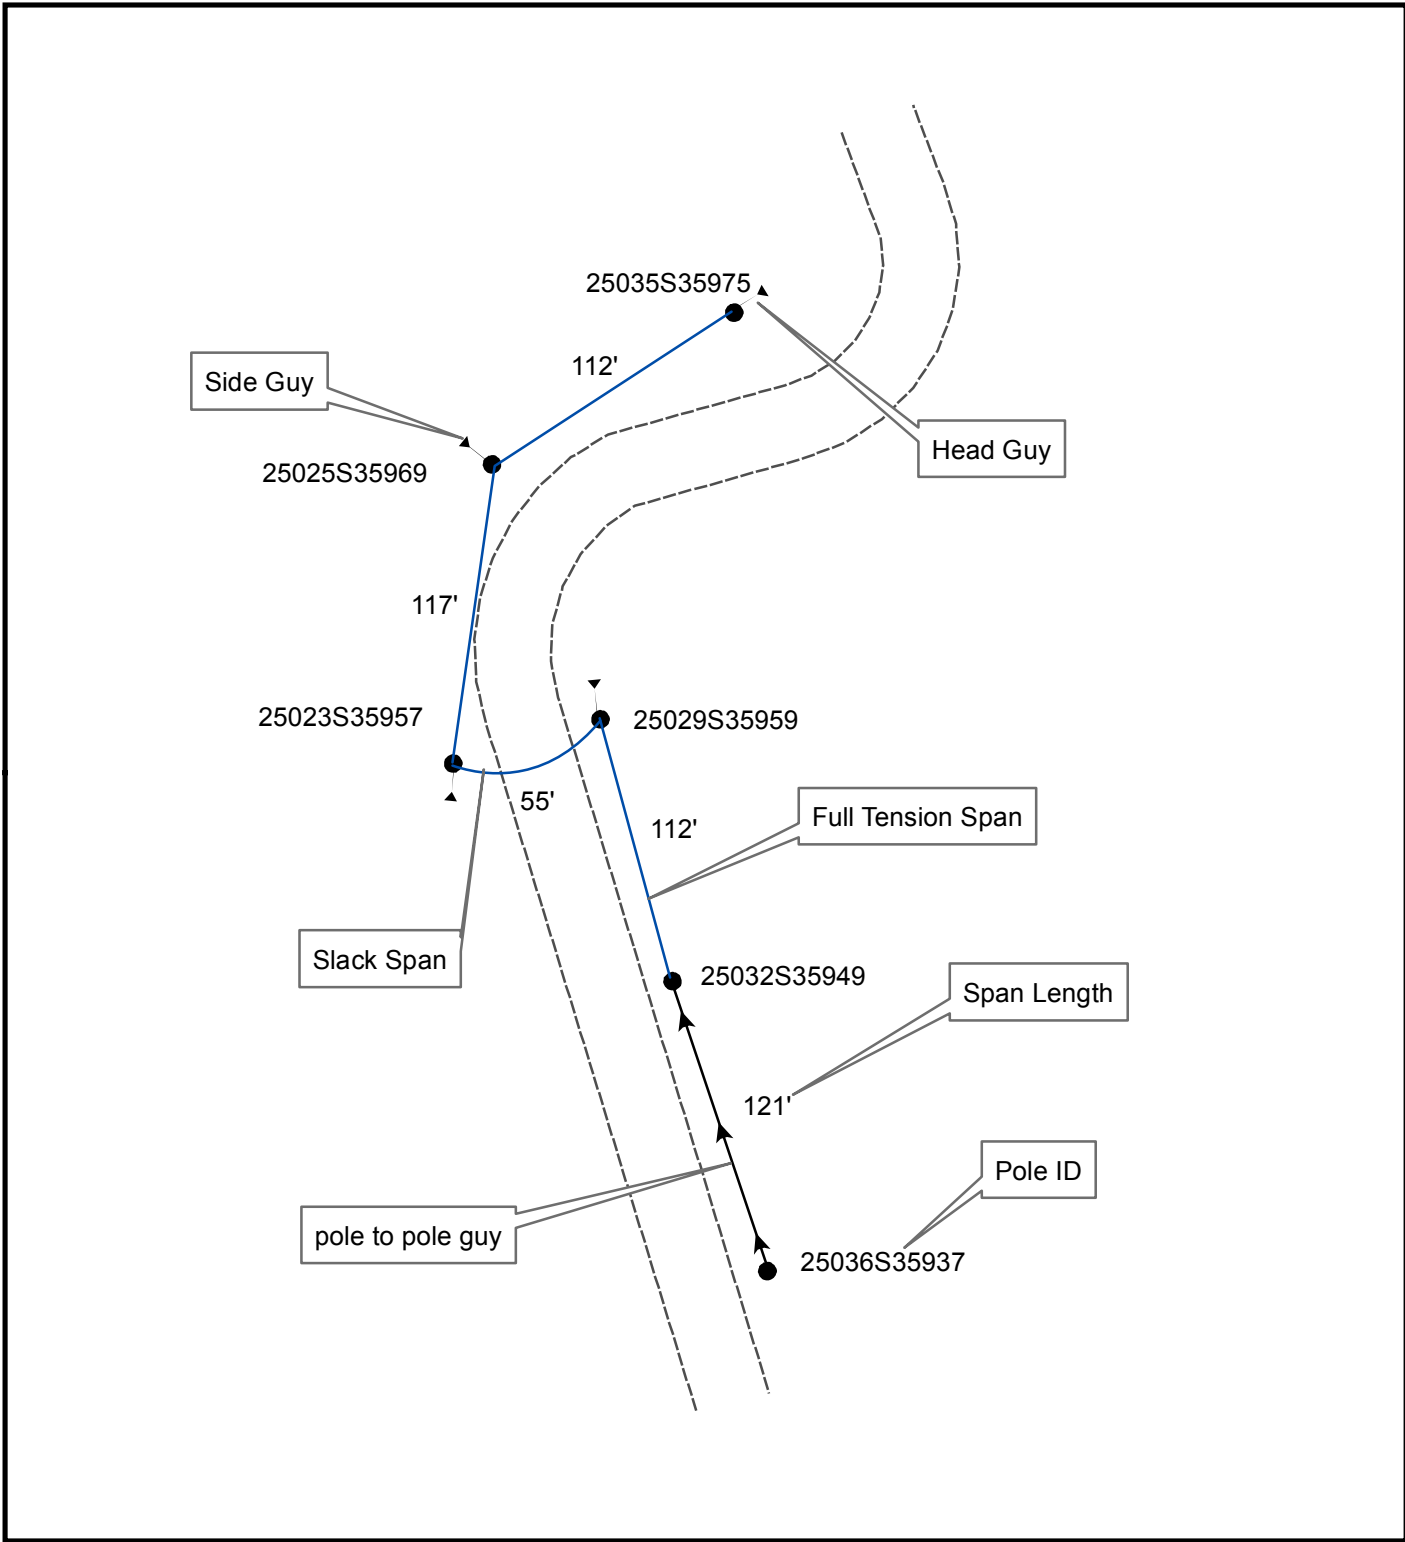 25035S35975
112'
Side Guy
Head Guy
25025S35969
117'
25023S35957
25029S35959
55'
112'
Full Tension Span
Slack Span
25032S35949
Span Length
121'
Pole ID
pole to pole guy
25036S35937